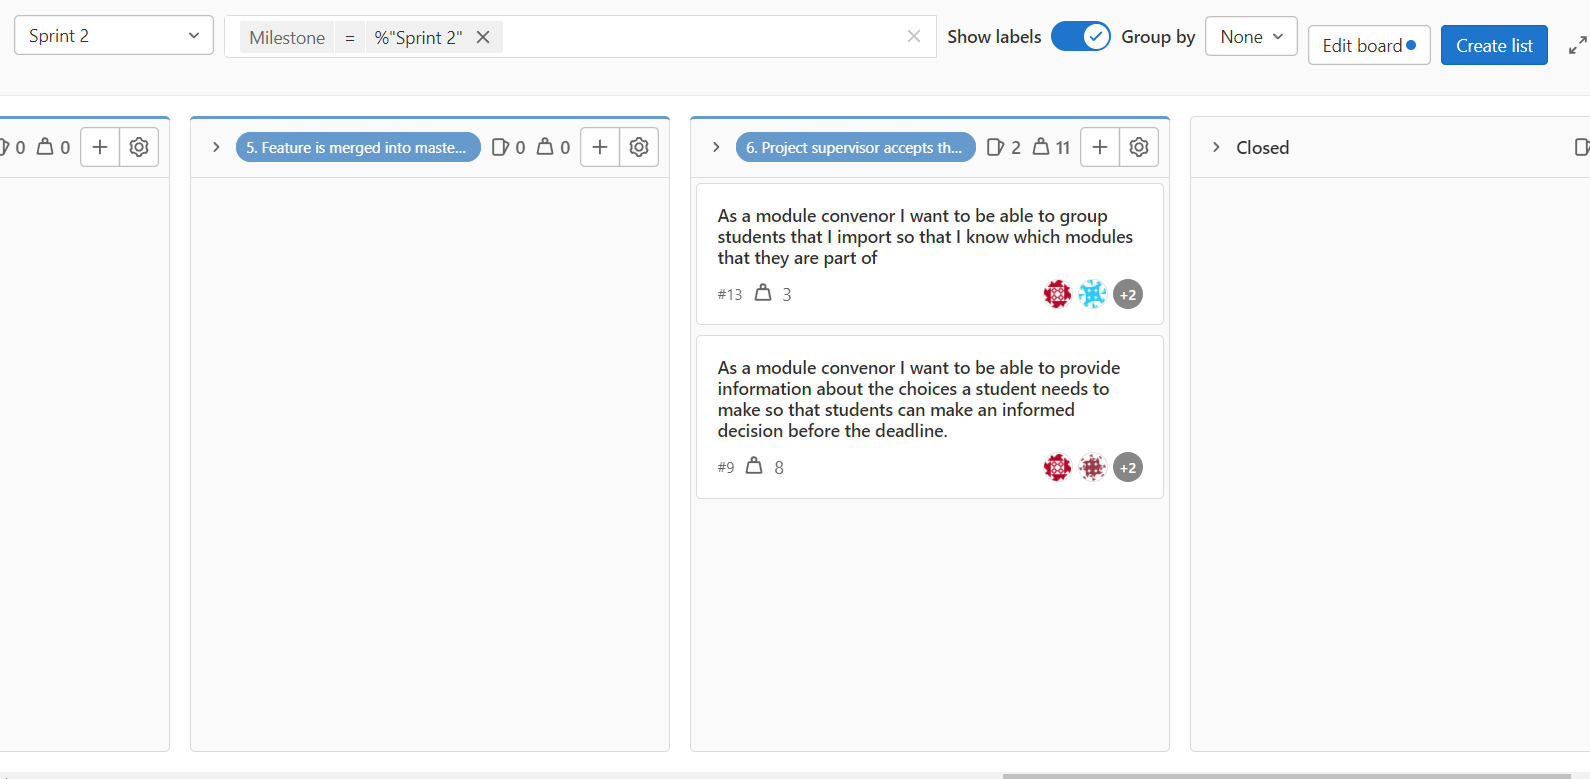 Sprint 2
Milestone = %"Sprint 2"
Show labels
Group by
None
Edit board
Create list
0 0
5. Feature is merged into maste...
0 0
6. Project supervisor accepts th...
2 11
Closed
As a module convenor I want to be able to group
students that I import so that I know which modules
that they are part of
#13 3
+2
As a module convenor I want to be able to provide
information about the choices a student needs to
make so that students can make an informed
decision before the deadline.
#9 8
+2